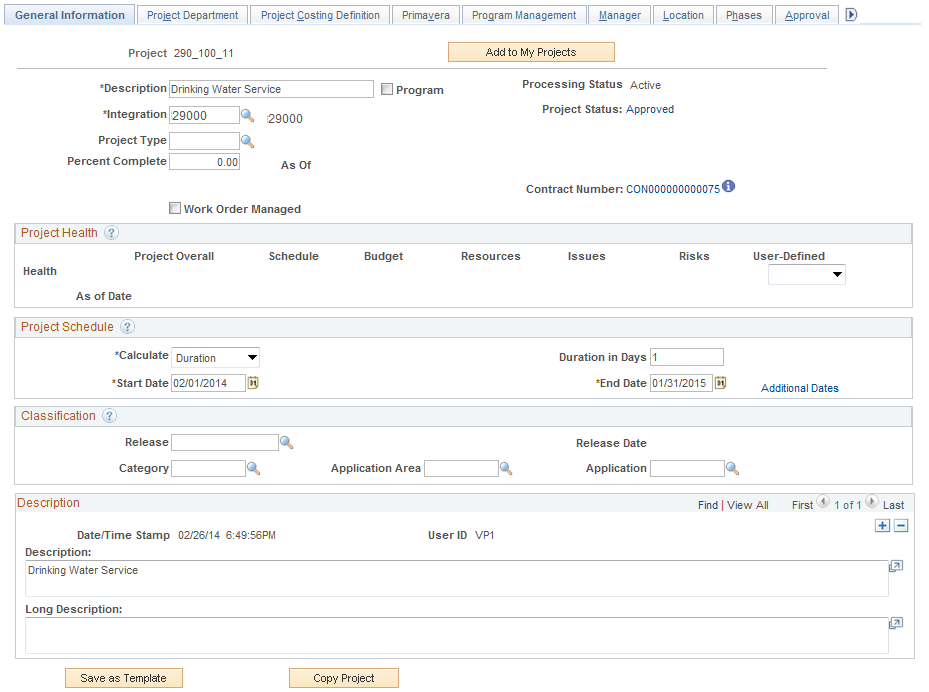 General Information Project Department Project Costing Definition Primavera Program Management Manager Location Phases Approval
Project 290_100_11 Add to My Projects
*Description Drinking Water Service Program Processing Status Active
*Integration 29000 29000 Project Status: Approved
Project Type
Percent Complete 0.00 As Of
Contract Number: CON000000000075
Work Order Managed
Project Health
Project Overall Schedule Budget Resources Issues Risks User-Defined
Health
As of Date
Project Schedule
*Calculate Duration Duration in Days 1
*Start Date 02/01/2014 *End Date 01/31/2015 Additional Dates
Classification
Release Release Date
Category Application Area Application
Description Find | View All First 1 of 1 Last
Date/Time Stamp 02/26/14 6:49:56PM User ID VP1
Description:
Drinking Water Service
Long Description:
Save as Template Copy Project